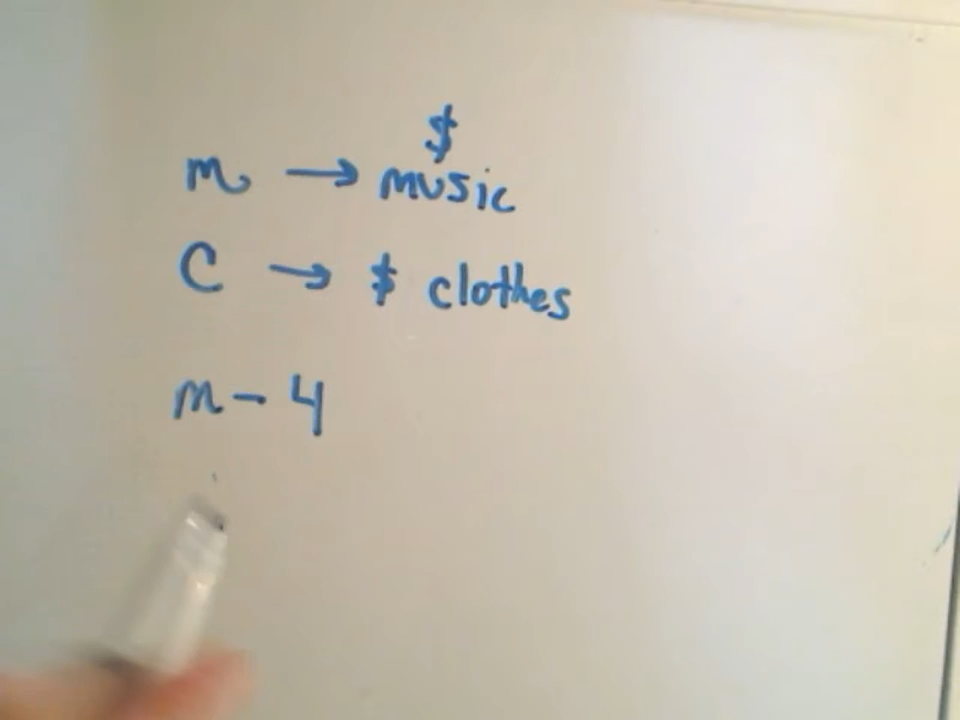 m → $ music
C → $ clothes
m - 4